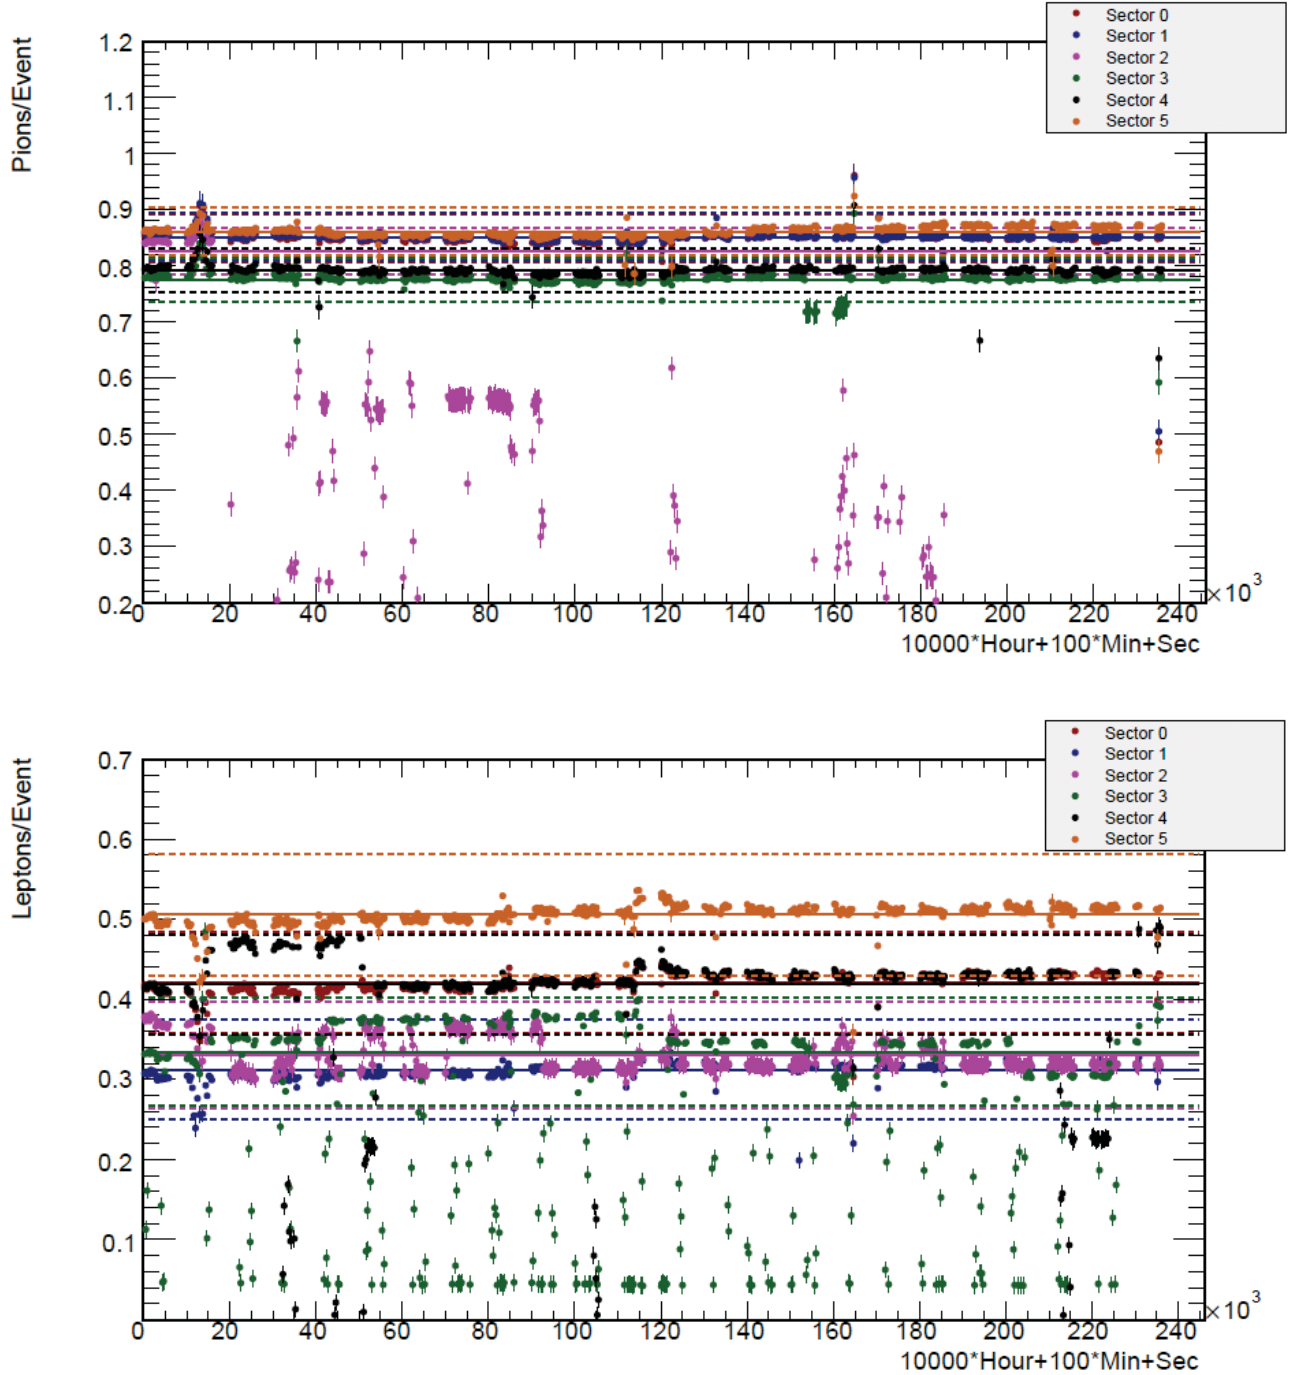 Sector 0
Sector 1
Sector 2
Sector 3
Sector 4
Sector 5
Pions/Event
1.2
1.1
1
0.9
0.8
0.7
0.6
0.5
0.4
0.3
0.2
0 20 40 60 80 100 120 140 160 180 200 220 240
×10³
10000*Hour+100*Min+Sec
Sector 0
Sector 1
Sector 2
Sector 3
Sector 4
Sector 5
Leptons/Event
0.7
0.6
0.5
0.4
0.3
0.2
0.1
0 20 40 60 80 100 120 140 160 180 200 220 240
×10³
10000*Hour+100*Min+Sec